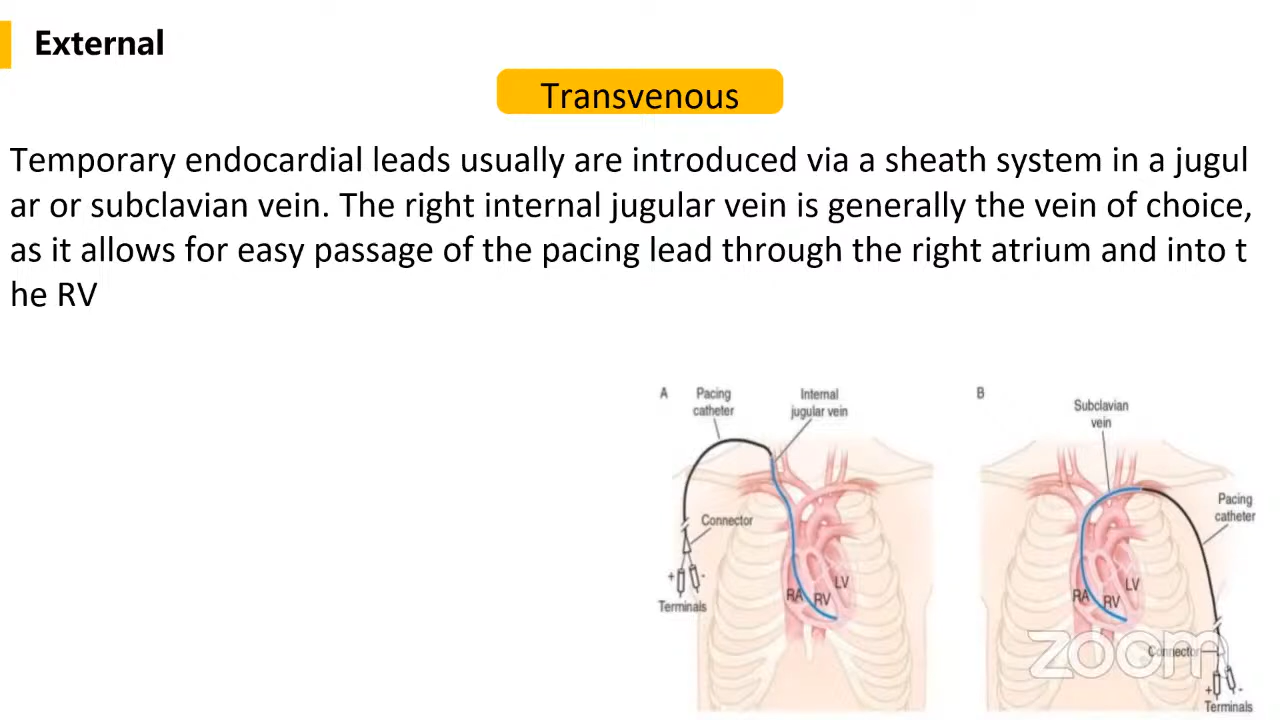 External
Transvenous
Temporary endocardial leads usually are introduced via a sheath system in a jugul
ar or subclavian vein. The right internal jugular vein is generally the vein of choice,
as it allows for easy passage of the pacing lead through the right atrium and into t
he RV
A
Pacing
catheter
Internal
jugular vein
Connector
+
-
Terminals
RA
RV
LV
B
Subclavian
vein
Pacing
catheter
RA
RV
LV
zoom
Connector
+
-
Terminals